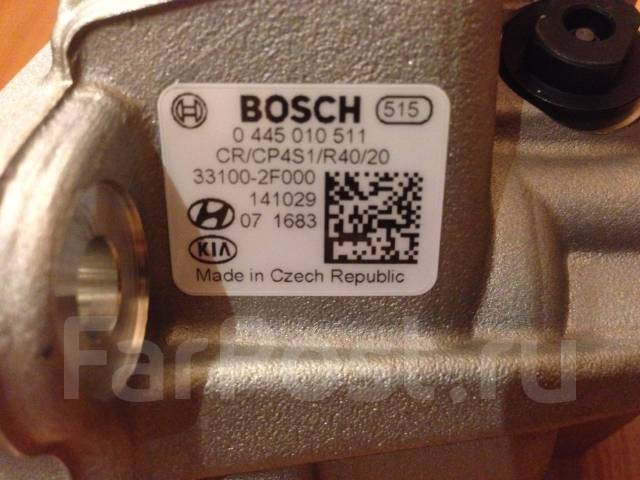 BOSCH 515
0 445 010 511
CR/CP4S1/R40/20
33100-2F000
141029
07 1683
KIA
Made in Czech Republic
FarPost.ru